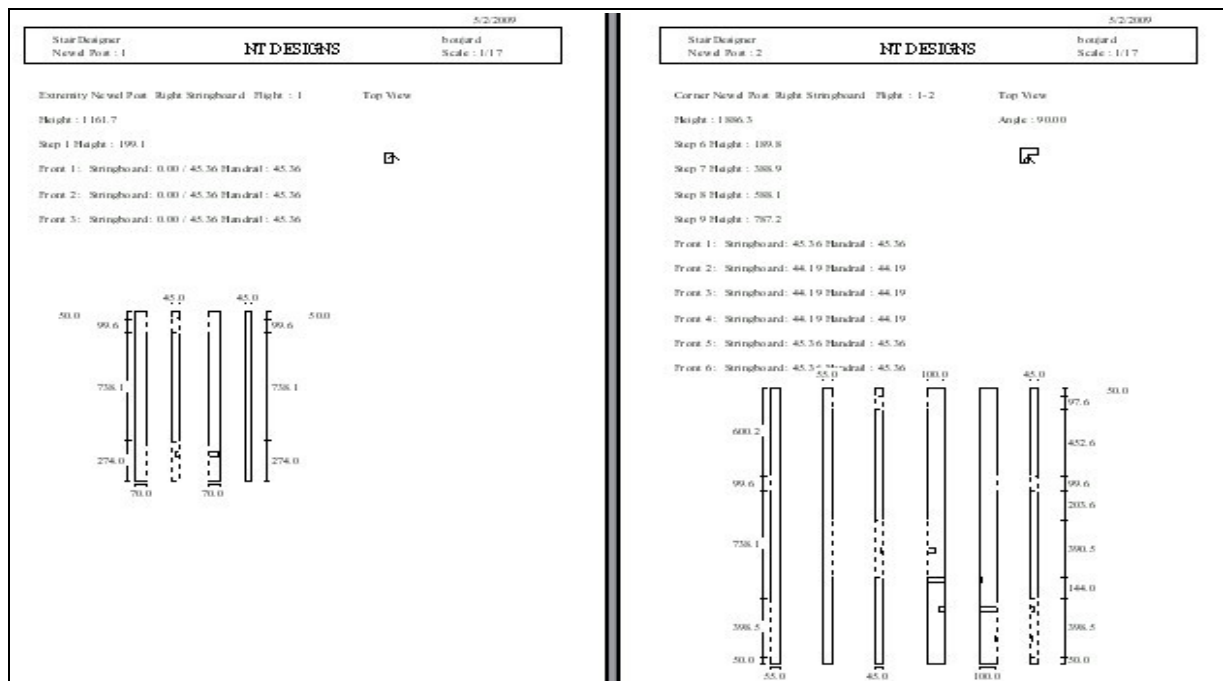 5/2/2009
StairDesigner
Newel Post : 1
NT DESIGNS
boujard
Scale : 1/17
Extremity Newel Post Right Stringboard Flight : 1
Top View
Height : 1161.7
Step 1 Height : 199.1
Front 1: Stringboard: 0.00 / 45.36 Handrail : 45.36
Front 2: Stringboard: 0.00 / 45.36 Handrail : 45.36
Front 3: Stringboard: 0.00 / 45.36 Handrail : 45.36
45.0 45.0
50.0 50.0
99.6 99.6
738.1 738.1
274.0 274.0
70.0 70.0
5/2/2009
StairDesigner
Newel Post : 2
NT DESIGNS
boujard
Scale : 1/17
Corner Newel Post Right Stringboard Flight : 1-2
Top View
Height : 1886.3
Angle : 90.00
Step 6 Height : 189.8
Step 7 Height : 388.9
Step 8 Height : 588.1
Step 9 Height : 787.2
Front 1: Stringboard: 45.36 Handrail : 45.36
Front 2: Stringboard: 44.19 Handrail : 44.19
Front 3: Stringboard: 44.19 Handrail : 44.19
Front 4: Stringboard: 44.19 Handrail : 44.19
Front 5: Stringboard: 45.36 Handrail : 45.36
Front 6: Stringboard: 45.36 Handrail : 45.36
55.0 100.0 45.0
50.0
97.6
600.2 452.6
99.6 99.6
203.6
738.1 390.5
144.0
398.5 398.5
50.0 50.0
55.0 45.0 100.0